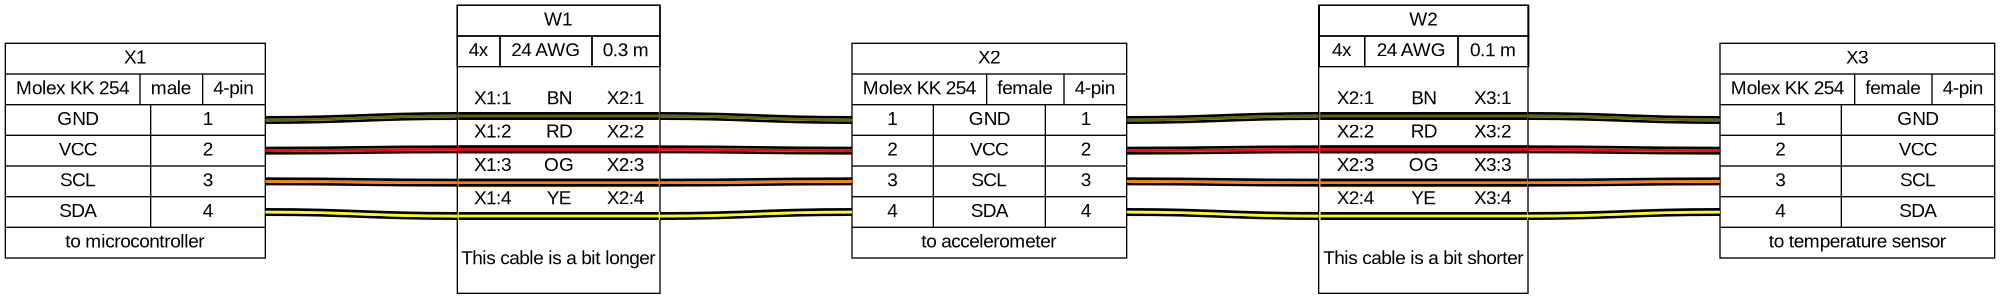 X1
Molex KK 254 male 4-pin
GND 1
VCC 2
SCL 3
SDA 4
to microcontroller
W1
4x 24 AWG 0.3 m
X1:1 BN X2:1
X1:2 RD X2:2
X1:3 OG X2:3
X1:4 YE X2:4
This cable is a bit longer
X2
Molex KK 254 female 4-pin
1 GND 1
2 VCC 2
3 SCL 3
4 SDA 4
to accelerometer
W2
4x 24 AWG 0.1 m
X2:1 BN X3:1
X2:2 RD X3:2
X2:3 OG X3:3
X2:4 YE X3:4
This cable is a bit shorter
X3
Molex KK 254 female 4-pin
1 GND
2 VCC
3 SCL
4 SDA
to temperature sensor